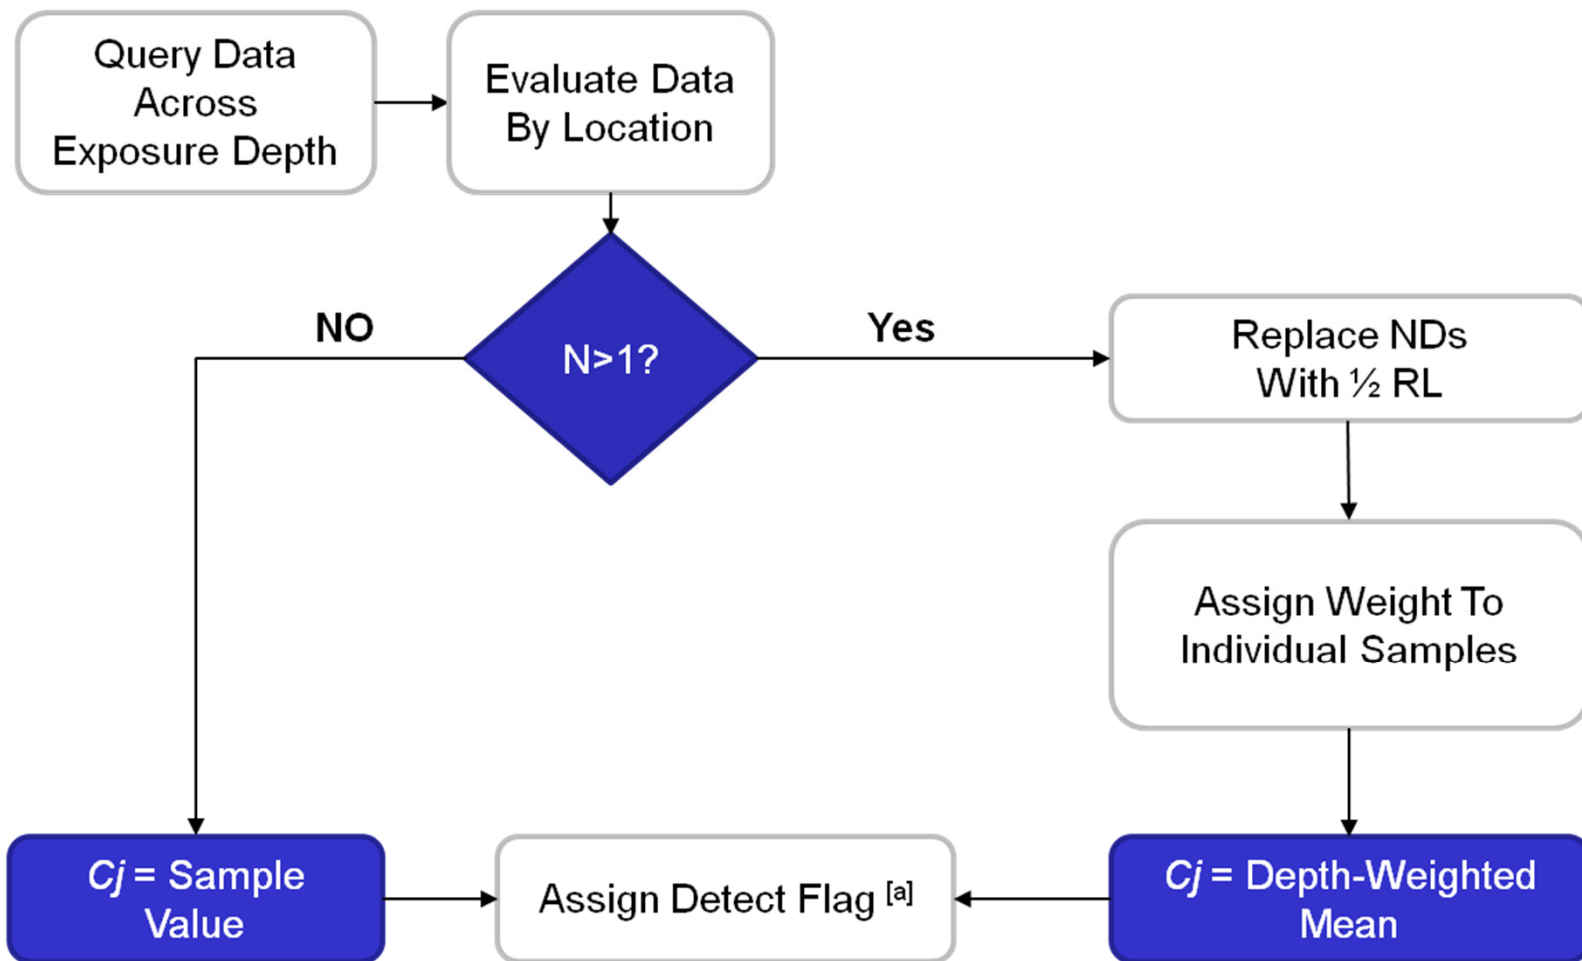 Query Data
Across
Exposure Depth
Evaluate Data
By Location
NO
N>1?
Yes
Replace NDs
With ½ RL
Assign Weight To
Individual Samples
Cj = Sample
Value
Assign Detect Flag [a]
Cj = Depth-Weighted
Mean